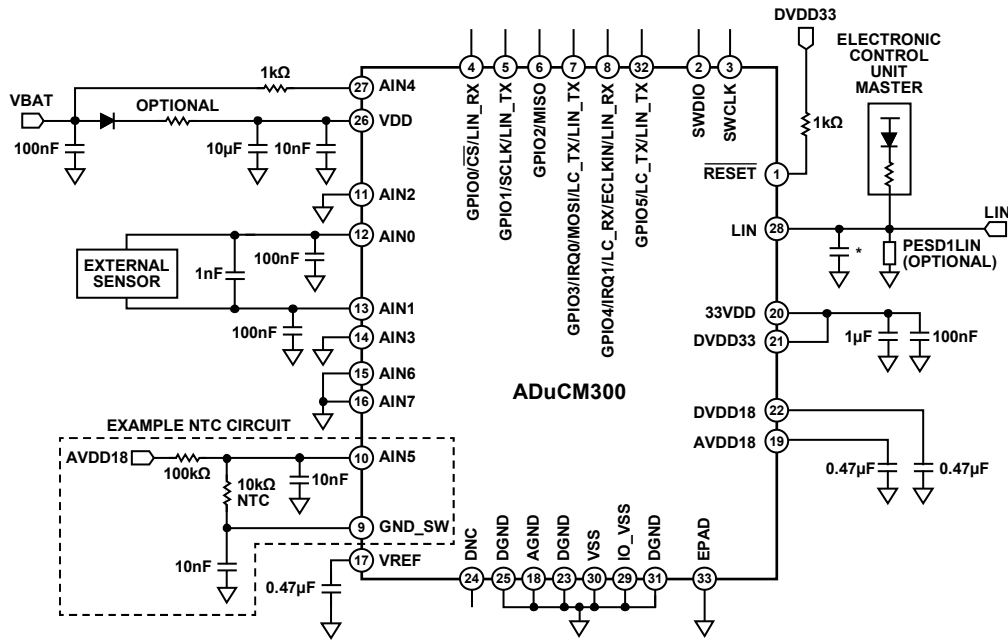 DVDD33
ELECTRONIC
CONTROL
UNIT
MASTER
4
5
6
7
8
32
2
3
1kΩ
27
AIN4
VBAT
OPTIONAL
26
VDD
100nF
10µF
10nF
GPIO0/CS/LIN_RX
GPIO1/SCLK/LIN_TX
GPIO2/MISO
GPIO3/IRQ0/MOSI/LC_TX/LIN_TX
GPIO4/IRQ1/LC_RX/ECLKIN/LIN_RX
GPIO5/LC_TX/LIN_TX
SWDIO
SWCLK
1kΩ
RESET
1
11
AIN2
12
AIN0
LIN
28
LIN
*
PESD1LIN
(OPTIONAL)
EXTERNAL
SENSOR
1nF
100nF
13
AIN1
100nF
14
AIN3
33VDD
20
DVDD33
21
1µF
100nF
15
AIN6
16
AIN7
ADuCM300
DVDD18
22
AVDD18
19
0.47µF
0.47µF
EXAMPLE NTC CIRCUIT
AVDD18
100kΩ
10
AIN5
10kΩ
NTC
10nF
9
GND_SW
10nF
17
VREF
0.47µF
DNC
DGND
AGND
DGND
VSS
IO_VSS
DGND
EPAD
24
25
18
23
30
29
31
33